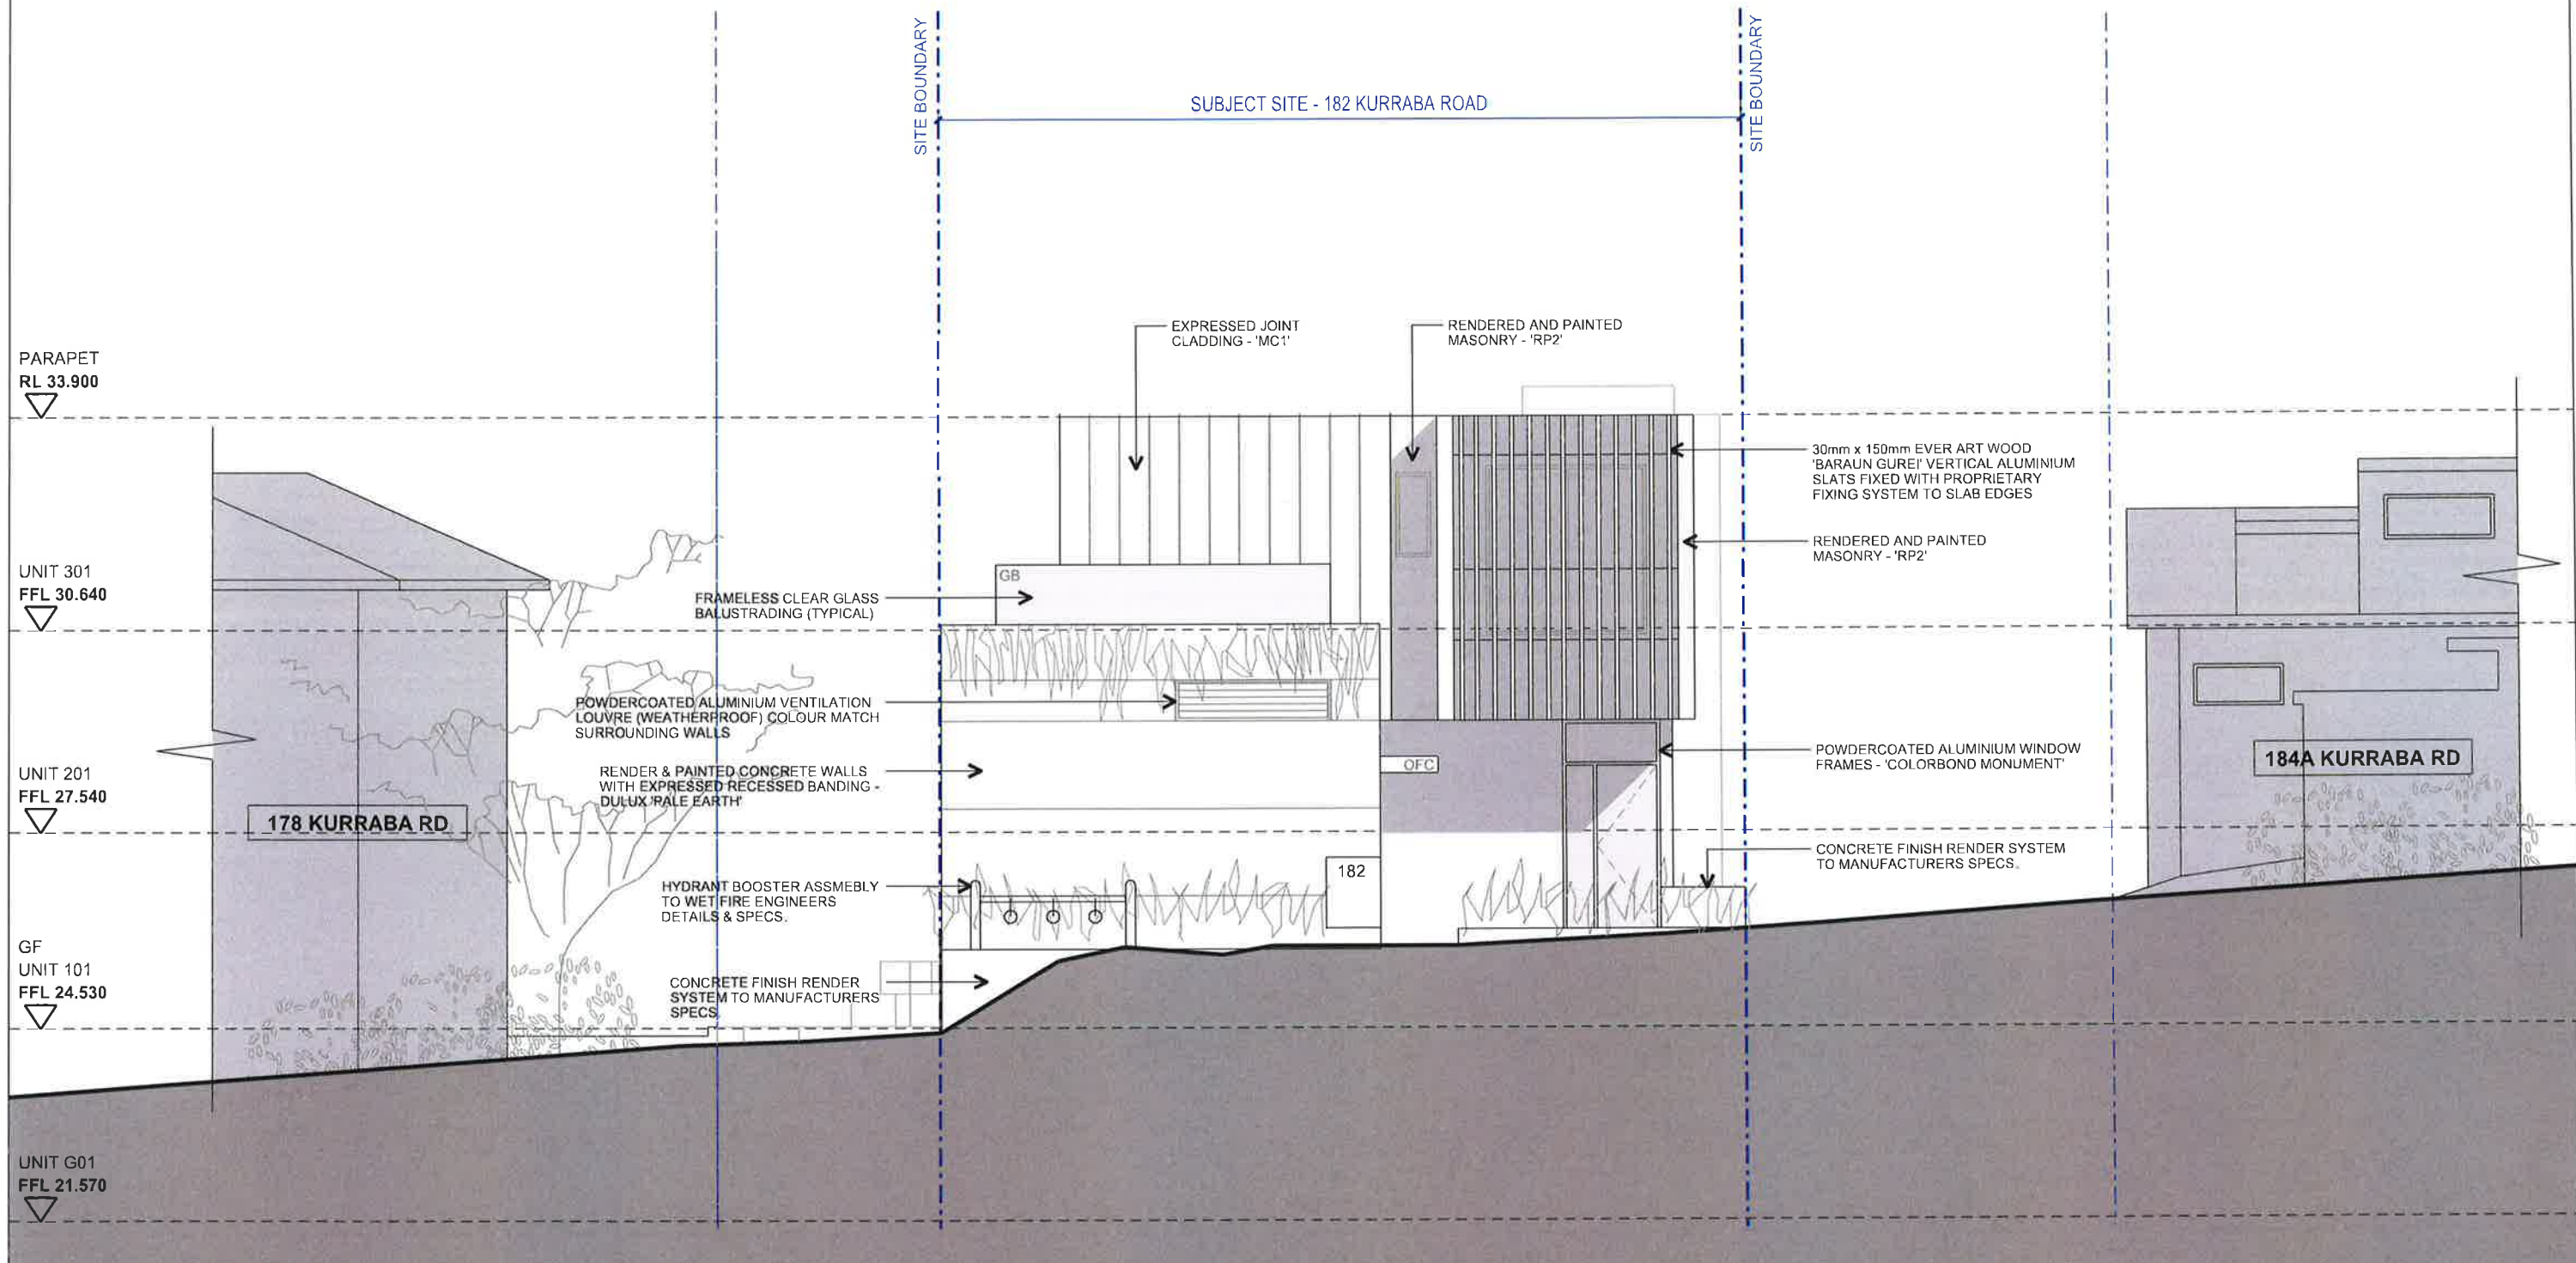 SITE BOUNDARY
SITE BOUNDARY
SUBJECT SITE - 182 KURRABA ROAD
EXPRESSED JOINT
CLADDING - 'MC1'
RENDERED AND PAINTED
MASONRY - 'RP2'
PARAPET
RL 33.900
30mm x 150mm EVER ART WOOD
'BARAUN GUREI' VERTICAL ALUMINIUM
SLATS FIXED WITH PROPRIETARY
FIXING SYSTEM TO SLAB EDGES
RENDERED AND PAINTED
MASONRY - 'RP2'
UNIT 301
FFL 30.640
GB
FRAMELESS CLEAR GLASS
BALUSTRADING (TYPICAL)
POWDERCOATED ALUMINIUM VENTILATION
LOUVRE (WEATHERPROOF) COLOUR MATCH
SURROUNDING WALLS
UNIT 201
FFL 27.540
RENDER & PAINTED CONCRETE WALLS
WITH EXPRESSED RECESSED BANDING -
DULUX 'PALE EARTH'
OFC
POWDERCOATED ALUMINIUM WINDOW
FRAMES - 'COLORBOND MONUMENT'
184A KURRABA RD
178 KURRABA RD
CONCRETE FINISH RENDER SYSTEM
TO MANUFACTURERS SPECS.
182
HYDRANT BOOSTER ASSMEBLY
TO WET FIRE ENGINEERS
DETAILS & SPECS.
GF
UNIT 101
FFL 24.530
CONCRETE FINISH RENDER
SYSTEM TO MANUFACTURERS
SPECS.
UNIT G01
FFL 21.570